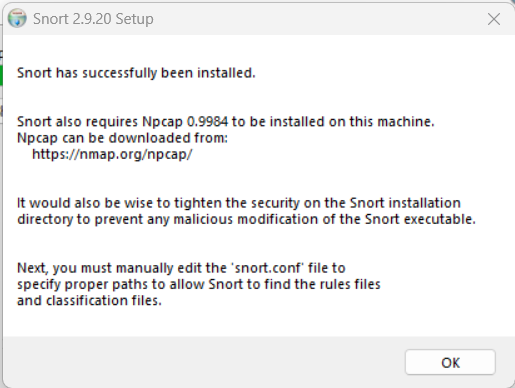 Snort 2.9.20 Setup
Snort has successfully been installed.
Snort also requires Npcap 0.9984 to be installed on this machine.
Npcap can be downloaded from:
https://nmap.org/npcap/
It would also be wise to tighten the security on the Snort installation
directory to prevent any malicious modification of the Snort executable.
Next, you must manually edit the 'snort.conf' file to
specify proper paths to allow Snort to find the rules files
and classification files.
OK